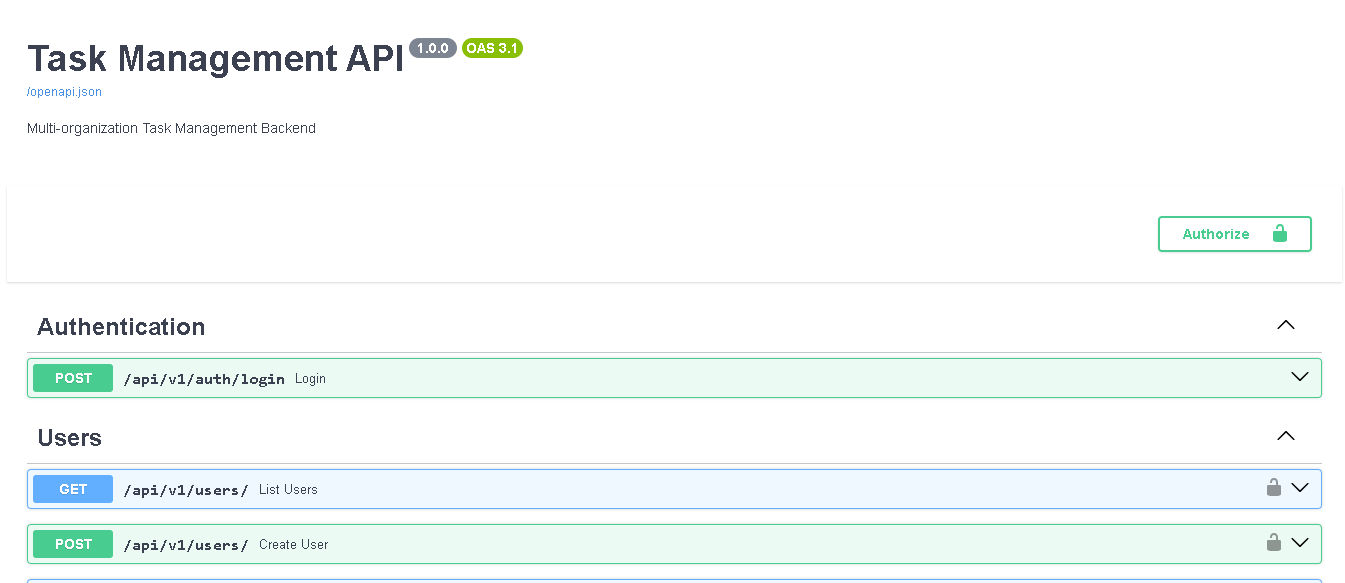 Task Management API 1.0.0 OAS 3.1
/openapi.json
Multi-organization Task Management Backend
Authorize
Authentication
POST /api/v1/auth/login Login
Users
GET /api/v1/users/ List Users
POST /api/v1/users/ Create User